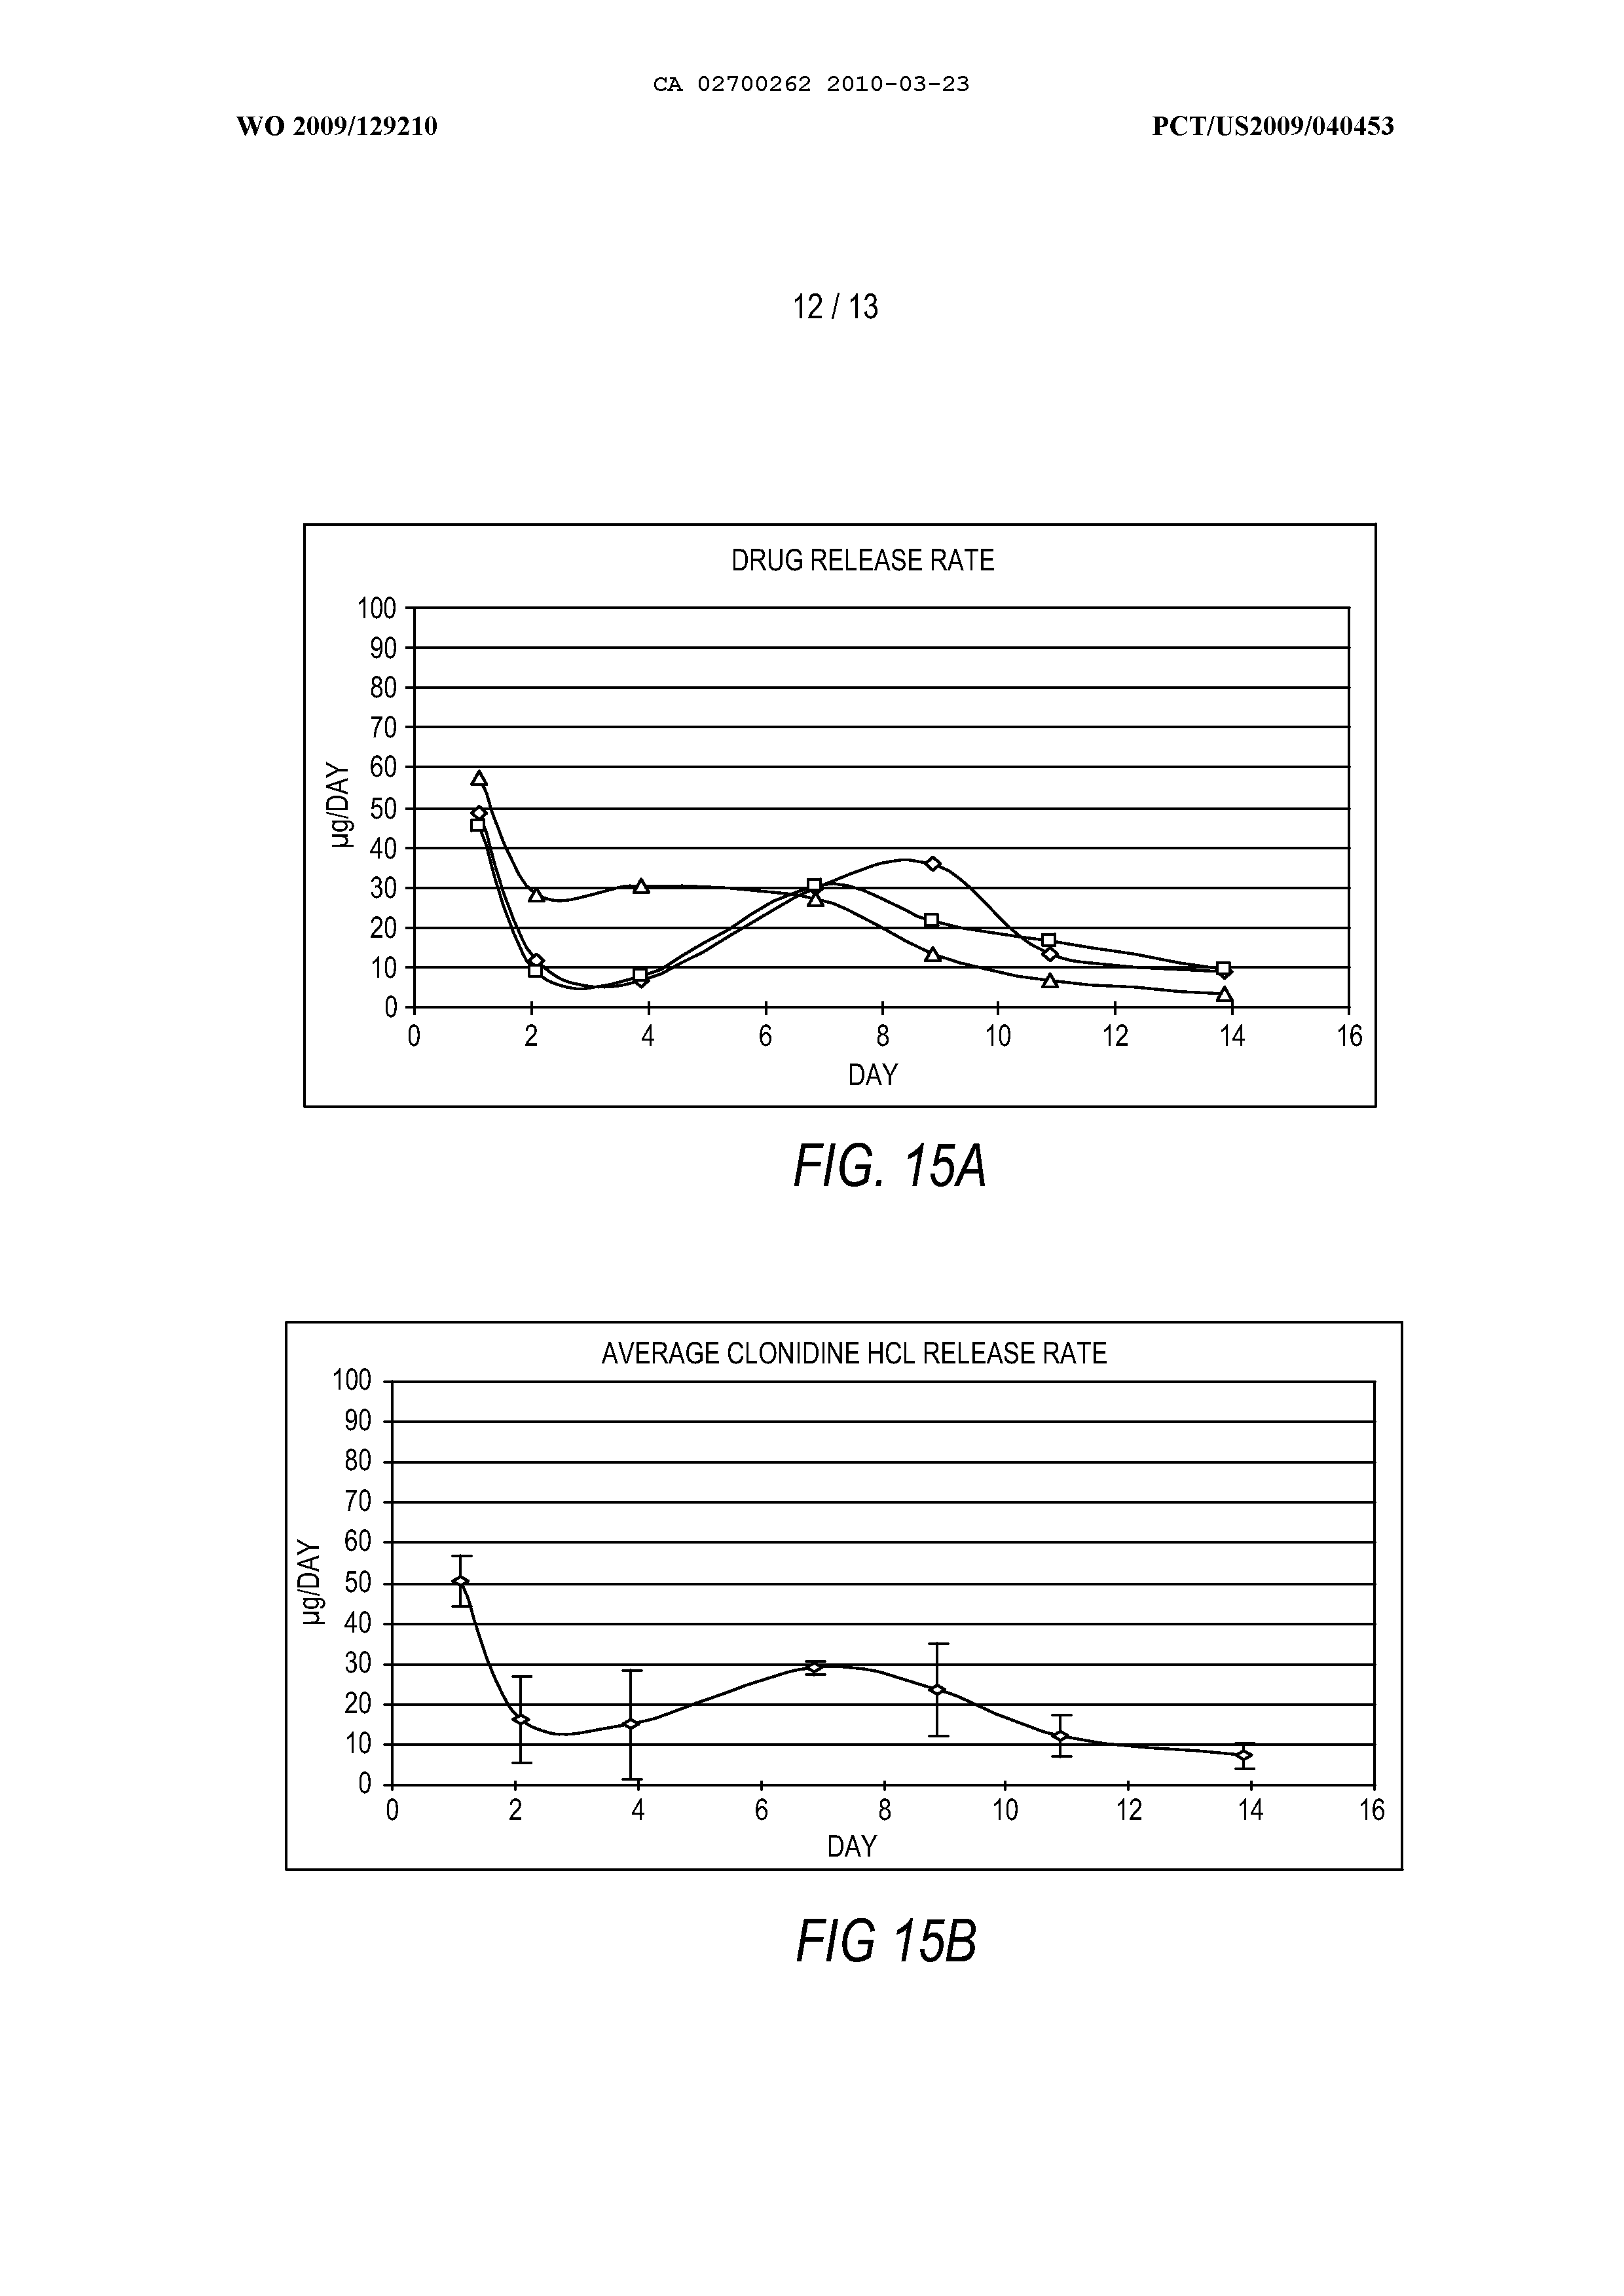 CA 02700262 2010-03-23
WO 2009/129210 PCT/US2009/040453
12 / 13
DRUG RELEASE RATE
100
90
80
70
60
50
40
30
20
10
0
µg/DAY
0 2 4 6 8 10 12 14 16
DAY
FIG. 15A
AVERAGE CLONIDINE HCL RELEASE RATE
100
90
80
70
60
50
40
30
20
10
0
µg/DAY
0 2 4 6 8 10 12 14 16
DAY
FIG 15B